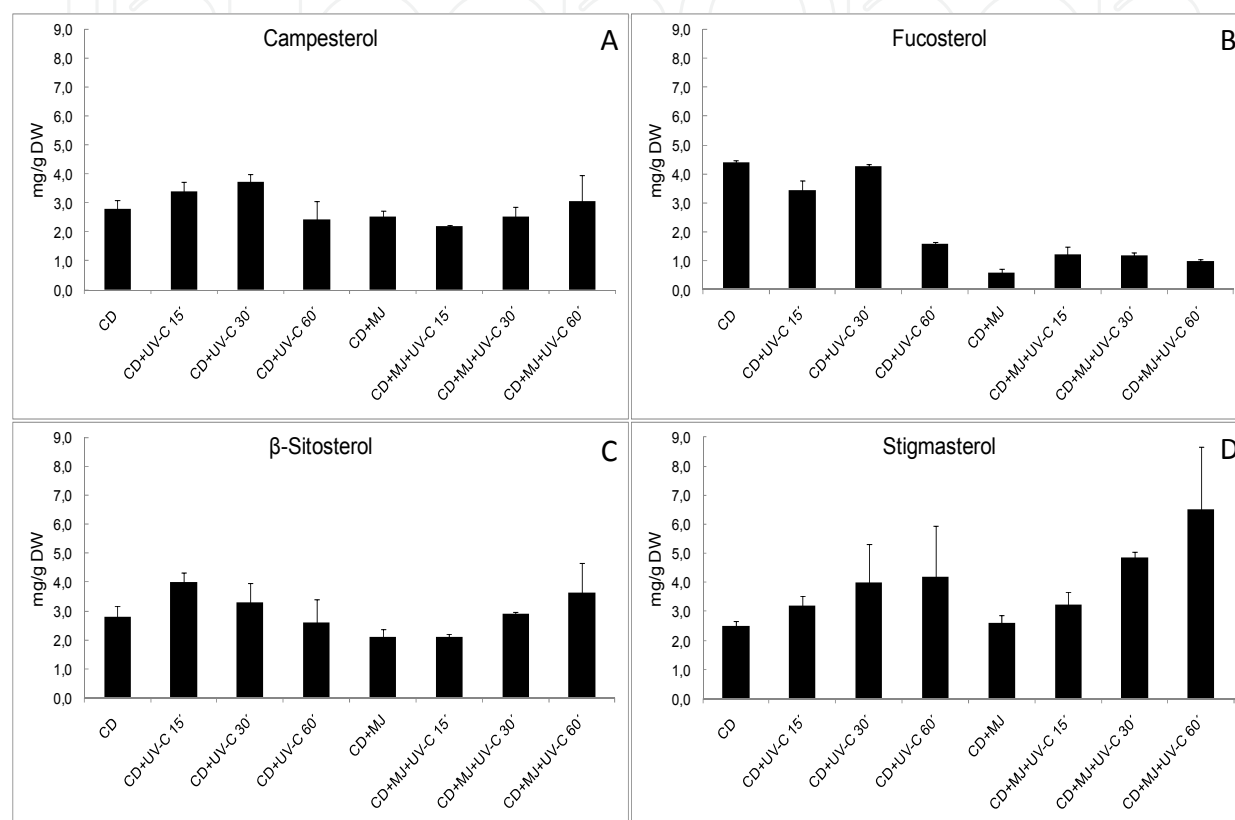 Campesterol
A
9,0
8,0
7,0
6,0
5,0
4,0
3,0
2,0
1,0
0,0
mg/g DW
CD
CD+UV-C 15´
CD+UV-C 30´
CD+UV-C 60´
CD+MJ
CD+MJ+UV-C 15´
CD+MJ+UV-C 30´
CD+MJ+UV-C 60´
Fucosterol
B
9,0
8,0
7,0
6,0
5,0
4,0
3,0
2,0
1,0
0,0
mg/g DW
CD
CD+UV-C 15´
CD+UV-C 30´
CD+UV-C 60´
CD+MJ
CD+MJ+UV-C 15´
CD+MJ+UV-C 30´
CD+MJ+UV-C 60´
β-Sitosterol
C
9,0
8,0
7,0
6,0
5,0
4,0
3,0
2,0
1,0
0,0
mg/g DW
CD
CD+UV-C 15´
CD+UV-C 30´
CD+UV-C 60´
CD+MJ
CD+MJ+UV-C 15´
CD+MJ+UV-C 30´
CD+MJ+UV-C 60´
Stigmasterol
D
9,0
8,0
7,0
6,0
5,0
4,0
3,0
2,0
1,0
0,0
mg/g DW
CD
CD+UV-C 15´
CD+UV-C 30´
CD+UV-C 60´
CD+MJ
CD+MJ+UV-C 15´
CD+MJ+UV-C 30´
CD+MJ+UV-C 60´